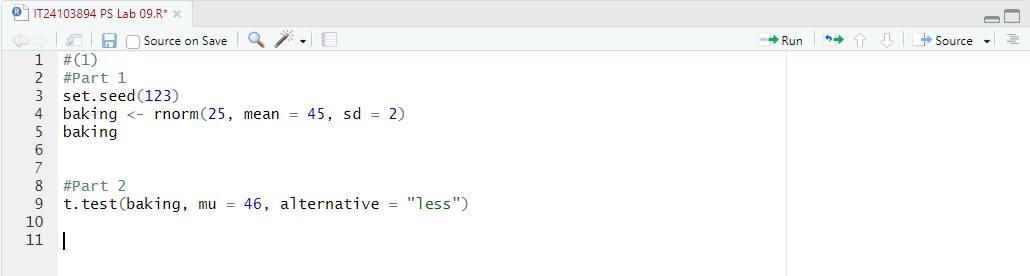 IT24103894 PS Lab 09.R*
Source on Save
Run
Source
1 #(1)
2 #Part 1
3 set.seed(123)
4 baking <- rnorm(25, mean = 45, sd = 2)
5 baking
6
7
8 #Part 2
9 t.test(baking, mu = 46, alternative = "less")
10
11